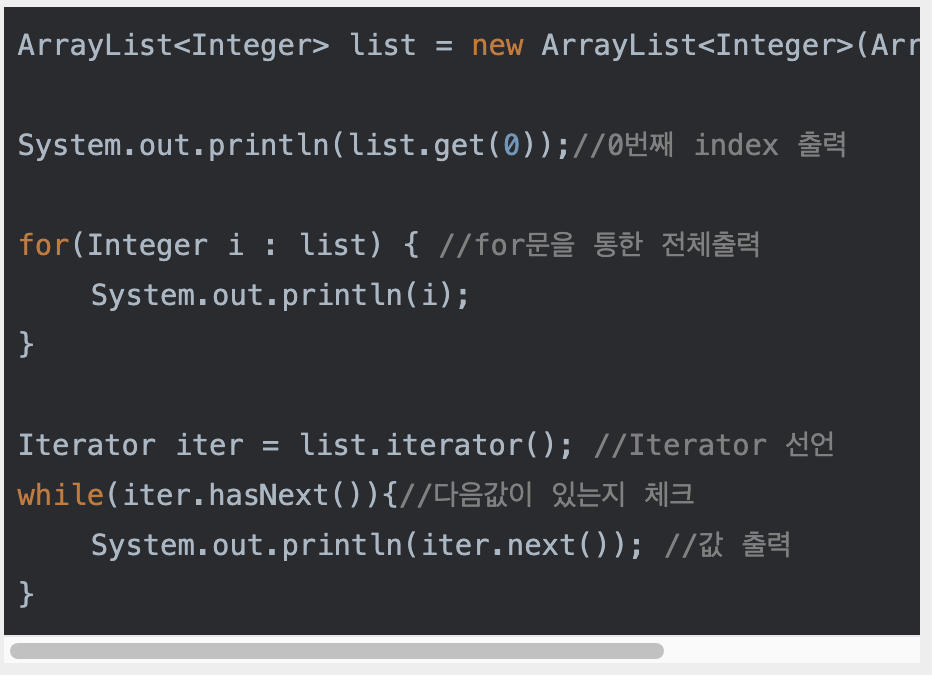 ArrayList<Integer> list = new ArrayList<Integer>(Arr
System.out.println(list.get(0));//0번째 index 출력
for(Integer i : list) { //for문을 통한 전체출력
System.out.println(i);
}
Iterator iter = list.iterator(); //Iterator 선언
while(iter.hasNext()){//다음값이 있는지 체크
System.out.println(iter.next()); //값 출력
}